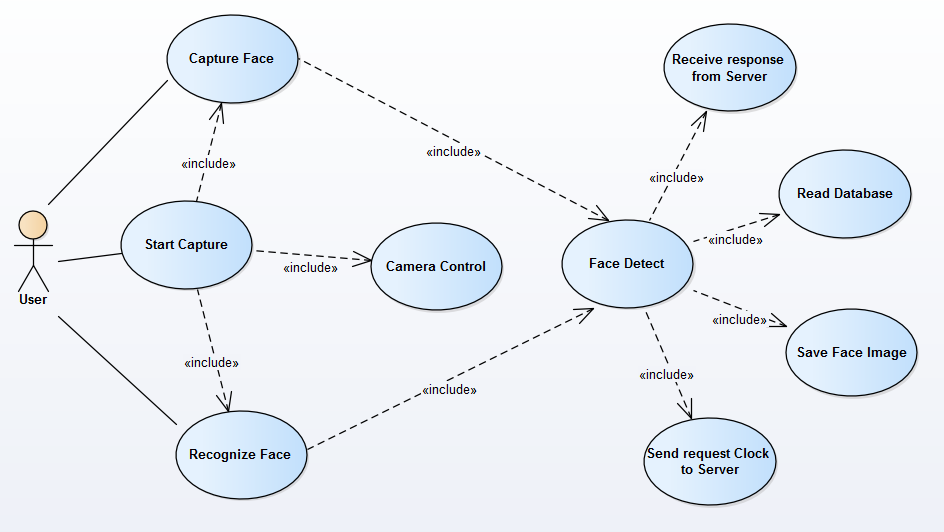 Capture Face
Receive response
from Server
«include»
«include»
«include»
Read Database
Start Capture
«include»
Face Detect
Camera Control
«include»
User
«include»
Save Face Image
«include»
«include»
«include»
Recognize Face
Send request Clock
to Server